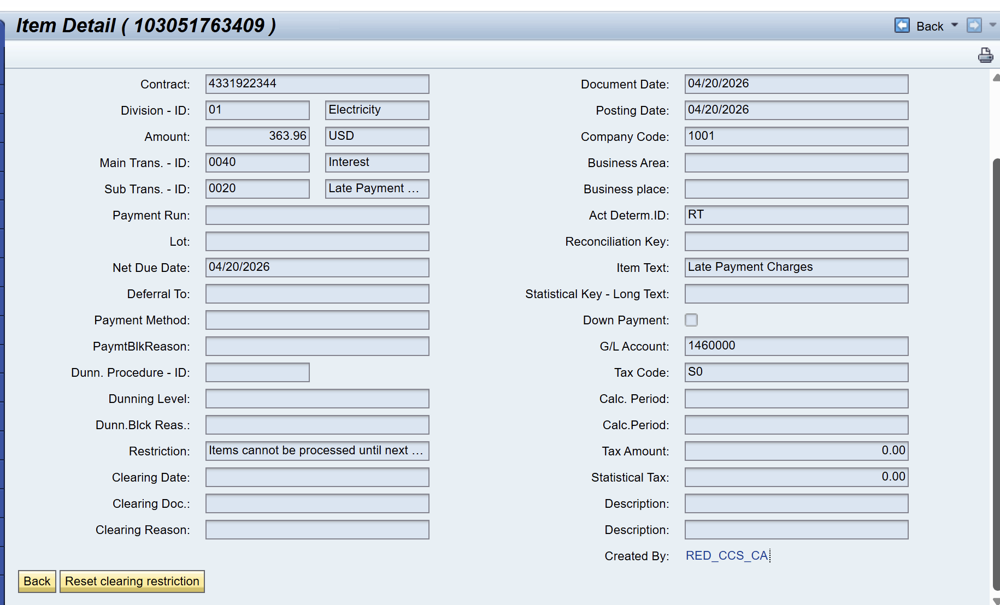 Item Detail ( 103051763409 )
Back
Contract: 4331922344
Division - ID: 01 Electricity
Amount: 363.96 USD
Main Trans. - ID: 0040 Interest
Sub Trans. - ID: 0020 Late Payment ...
Payment Run:
Lot:
Net Due Date: 04/20/2026
Deferral To:
Payment Method:
PaymtBlkReason:
Dunn. Procedure - ID:
Dunning Level:
Dunn.Blck Reas.:
Restriction: Items cannot be processed until next ...
Clearing Date:
Clearing Doc.:
Clearing Reason:
Document Date: 04/20/2026
Posting Date: 04/20/2026
Company Code: 1001
Business Area:
Business place:
Act Determ.ID: RT
Reconciliation Key:
Item Text: Late Payment Charges
Statistical Key - Long Text:
Down Payment:
G/L Account: 1460000
Tax Code: S0
Calc. Period:
Calc.Period:
Tax Amount: 0.00
Statistical Tax: 0.00
Description:
Description:
Created By: RED_CCS_CA
Back Reset clearing restriction